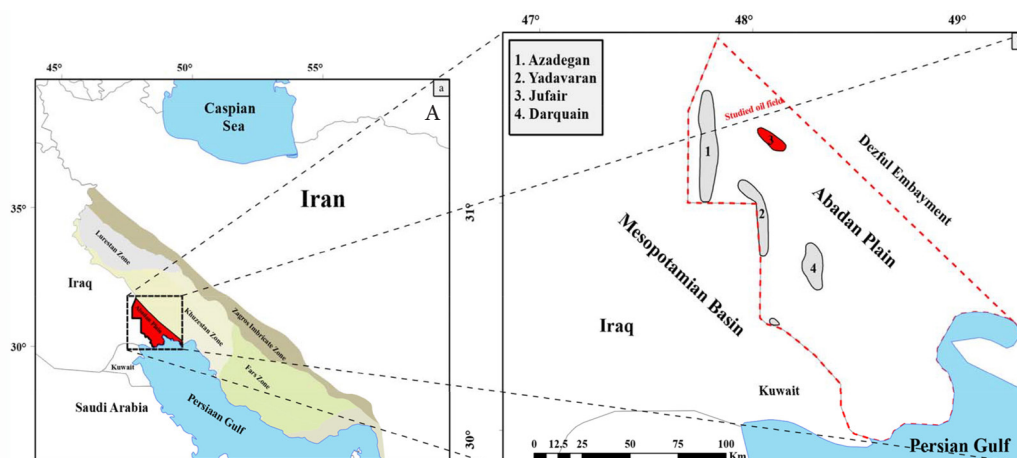 45°
50°
55°
a
A
Caspian
Sea
Iran
35°
Lurestan Zone
Iraq
Khuzestan Zone
Zagros Imbricate Zone
30°
Kuwait
Fars Zone
Saudi Arabia
Persiaan Gulf
47°
48°
49°
1. Azadegan
2. Yadavaran
3. Jufair
4. Darquain
Studied oil field
1
3
2
4
Dezful Embayment
Abadan Plain
Mesopotamian Basin
31°
Iraq
Kuwait
30°
Persian Gulf
0 12.5 25 50 75 100
Km